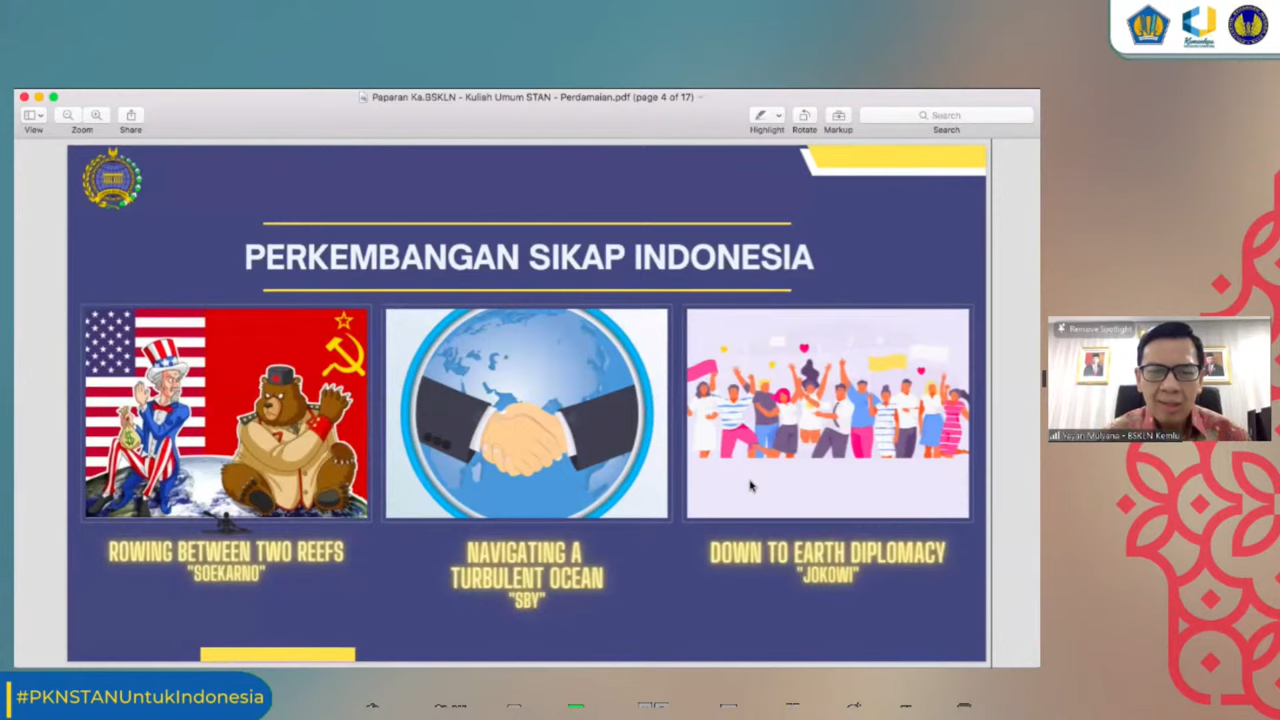 Paparan Ka.BSKLN - Kuliah Umum STAN - Perdamaian.pdf (page 4 of 17)
View
Zoom
Share
Highlight
Rotate
Markup
Search
Search
PERKEMBANGAN SIKAP INDONESIA
ROWING BETWEEN TWO REEFS
"SOEKARNO"
NAVIGATING A
TURBULENT OCEAN
"SBY"
DOWN TO EARTH DIPLOMACY
"JOKOWI"
Remove Spotlight
Yayan Mulyana - BSKLN Kemlu
#PKNSTANUntukIndonesia